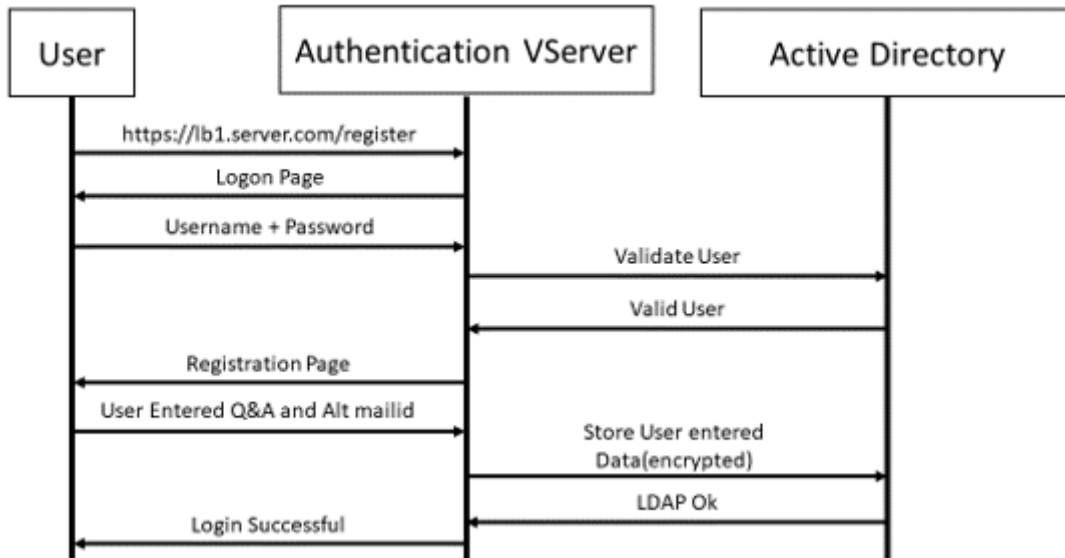 User
Authentication VServer
Active Directory
https://lb1.server.com/register
Logon Page
Username + Password
Validate User
Valid User
Registration Page
User Entered Q&A and Alt mailid
Store User entered
Data(encrypted)
LDAP Ok
Login Successful